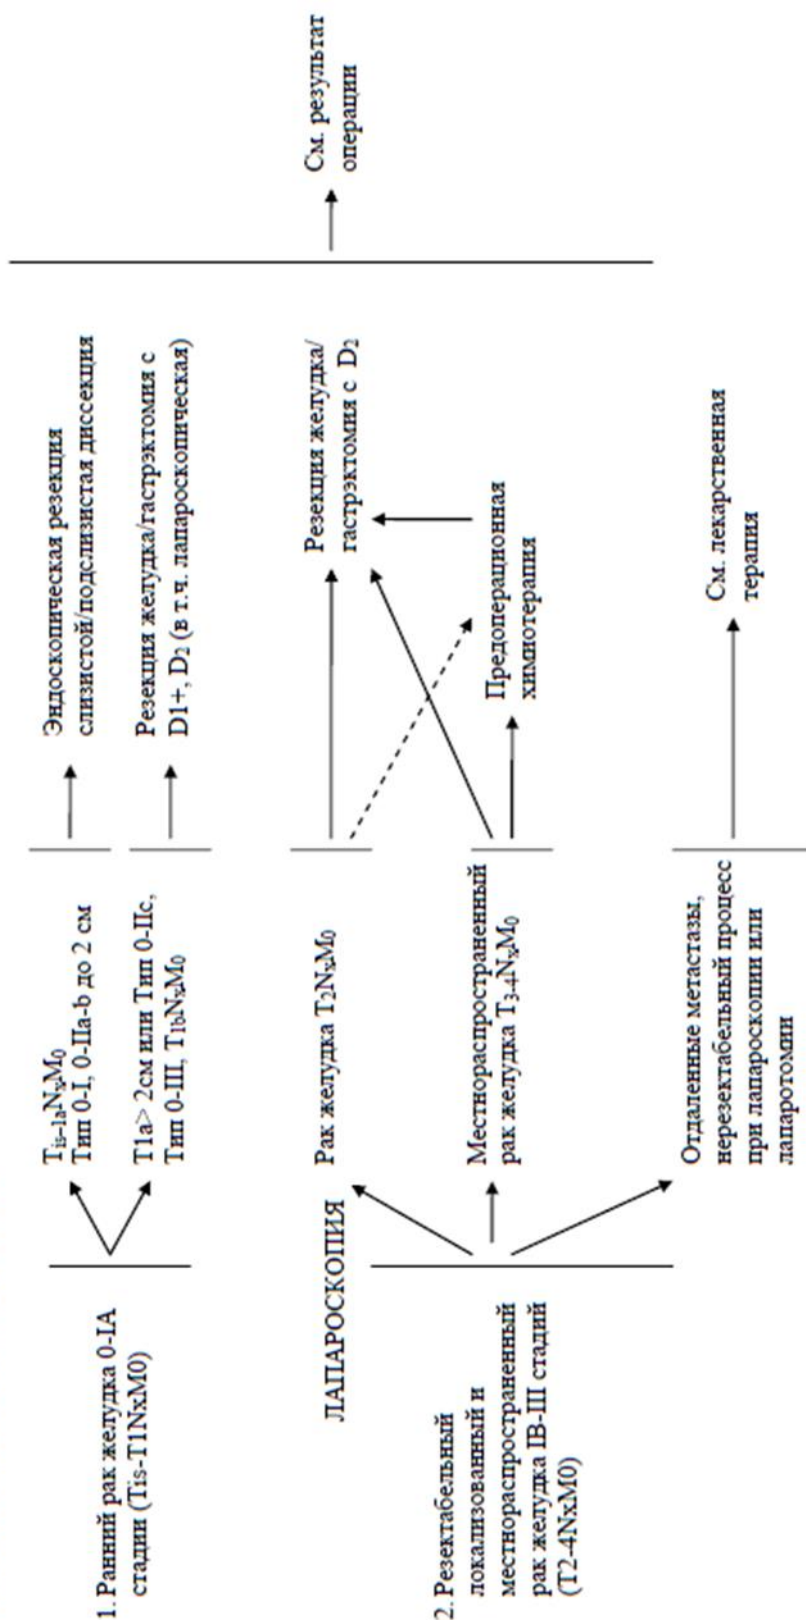 1. Ранний рак желудка 0-IA
стадии (Tis-T1NxM0)
Tis-1aNxM0
Тип 0-I, 0-IIa-b до 2 см
T1a> 2см или Тип 0-IIc,
Тип 0-III, T1bNxM0
Эндоскопическая резекция
слизистой/подслизистая диссекция
Резекция желудка/гастрэктомия с
D1+, D2 (в т.ч. лапароскопическая)
ЛАПАРОСКОПИЯ
2. Резектабельный
локализованный и
местнораспространенный
рак желудка IB-III стадий
(T2-4NxM0)
Рак желудка T2NxM0
Местнораспространенный
рак желудка T3-4NxM0
Отдаленные метастазы,
нерезектабельный процесс
при лапароскопии или
лапаротомии
Резекция желудка/
гастрэктомия с D2
Предоперационная
химиотерапия
См. лекарственная
терапия
См. результат
операции